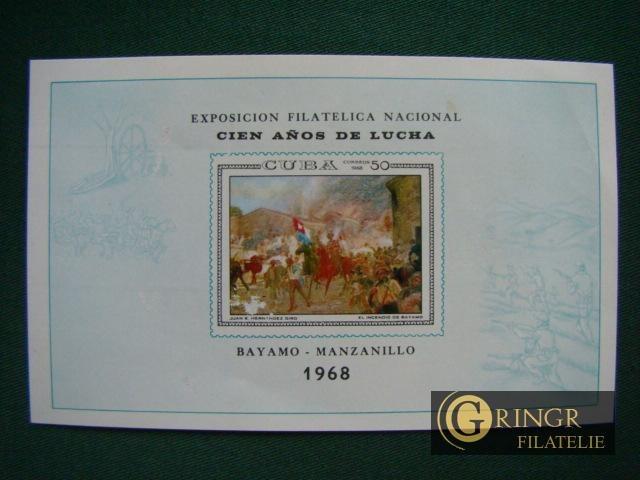 EXPOSICION FILATELICA NACIONAL
CIEN AÑOS DE LUCHA
CUBA CORREOS 1968 50
JUAN E. HERNANDEZ GIRO EL INCENDIO DE BAYAMO
BAYAMO - MANZANILLO
1968
GRINGR
FILATELIE